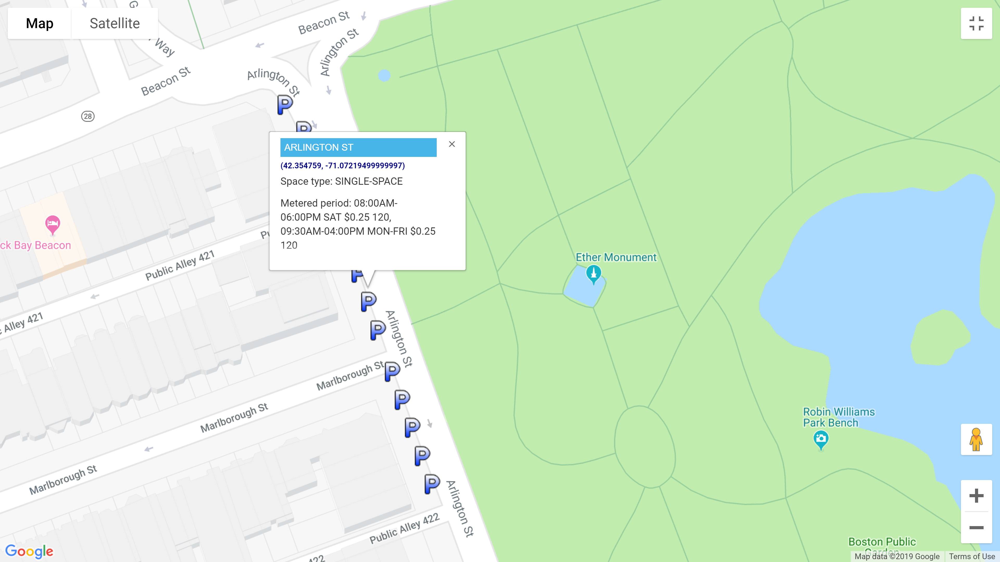 G
Map
Satellite
Way
Beacon St
Arlington St
Beacon St
Arlington St
28
P
P
ARLINGTON ST
×
(42.354759, -71.07219499999997)
Space type: SINGLE-SPACE
Metered period: 08:00AM-
06:00PM SAT $0.25 120,
09:30AM-04:00PM MON-FRI $0.25
120
Pu
ck Bay Beacon
Public Alley 421
Ether Monument
P
P
Alley 421
P
Arlington St
Marlborough St
P
P
Marlborough St
P
Robin Williams
Park Bench
P
Marlborough St
P
Arlington St
Public Alley 422
Boston Public
Garden
Google
422
Map data ©2019 Google
Terms of Use